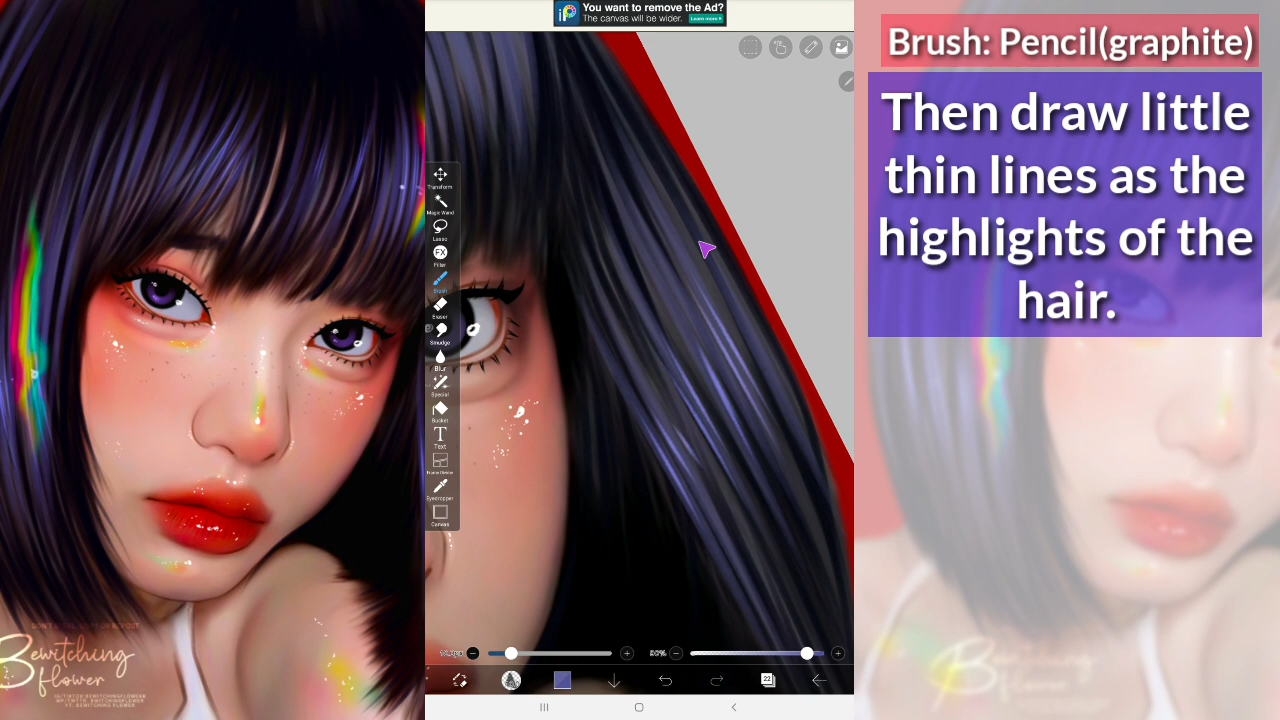 You want to remove the Ad?
The canvas will be wider.
Learn more
Brush: Pencil(graphite)
Then draw little
thin lines as the
highlights of the
hair.
Transform
Magic Wand
Lasso
FX
Filter
Brush
Eraser
Smudge
Blur
Special
Bucket
T
Text
Frame Divider
Eyedropper
Canvas
22
Bewitching
flower